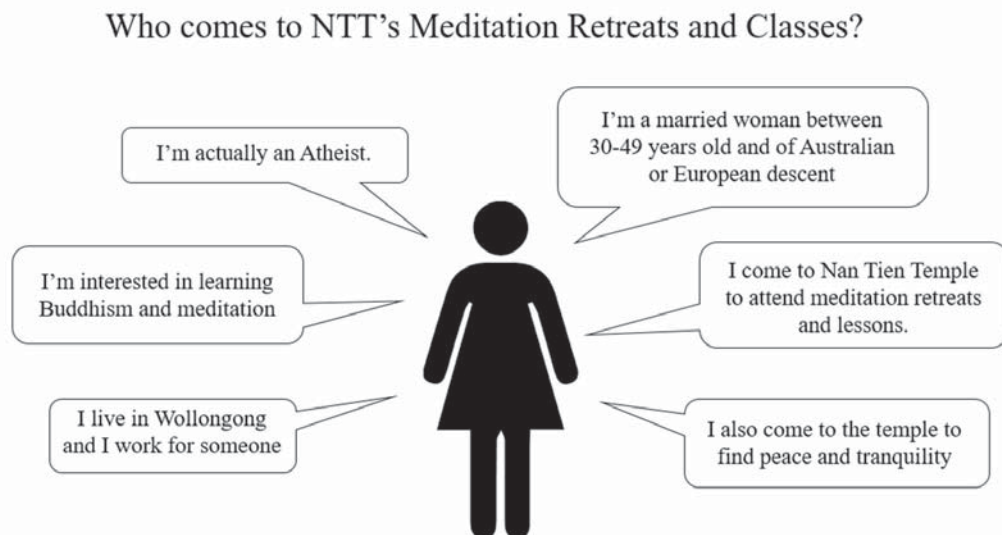 Who comes to NTT's Meditation Retreats and Classes?
I'm actually an Atheist.
I'm a married woman between
30-49 years old and of Australian
or European descent
I'm interested in learning
Buddhism and meditation
I come to Nan Tien Temple
to attend meditation retreats
and lessons.
I live in Wollongong
and I work for someone
I also come to the temple to
find peace and tranquility